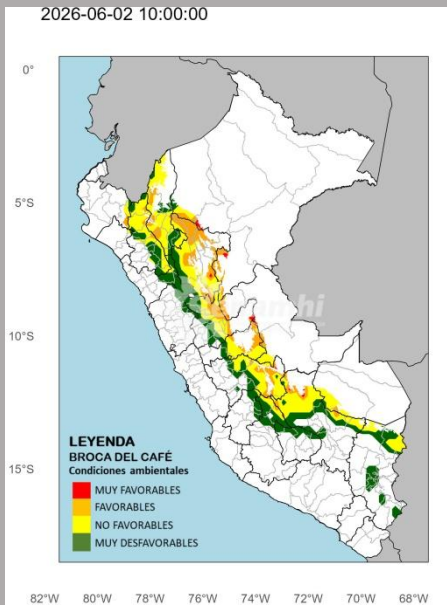 2026-06-02 10:00:00
0°
5°S
10°S
15°S
LEYENDA
BROCA DEL CAFÉ
Condiciones ambientales
MUY FAVORABLES
FAVORABLES
NO FAVORABLES
MUY DESFAVORABLES
82°W 80°W 78°W 76°W 74°W 72°W 70°W 68°W